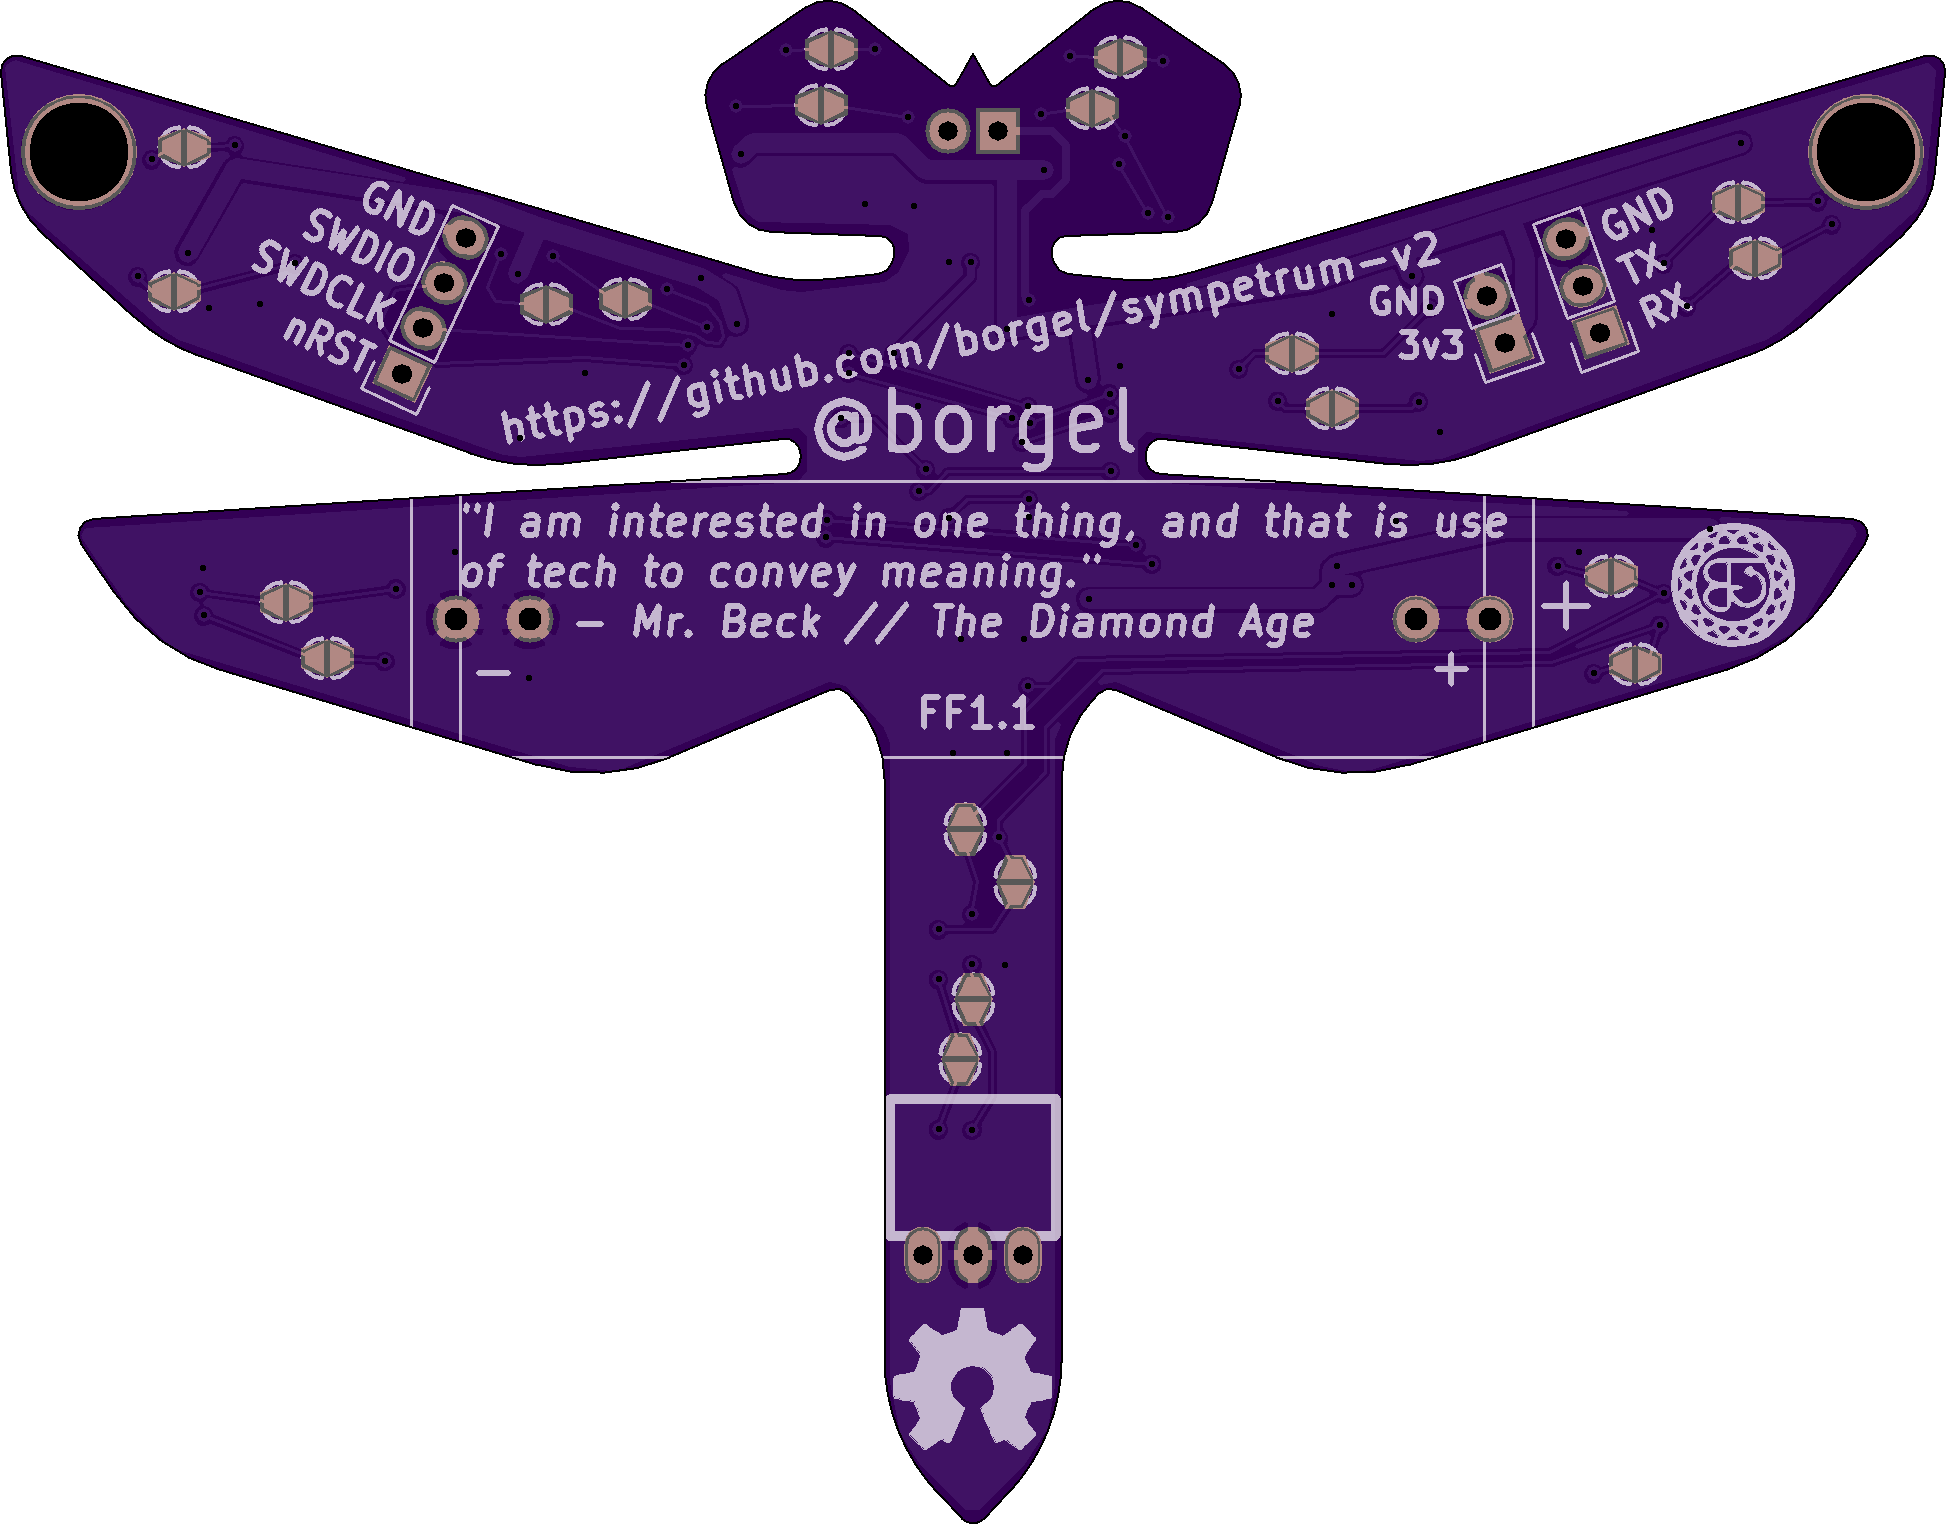 GND
SWDIO
SWDCLK
nRST
https://github.com/borgel/sympetrum-v2
GND
3v3
GND
TX
RX
@borgel
"I am interested in one thing, and that is use
of tech to convey meaning."
- Mr. Beck // The Diamond Age
+
-
+
FF1.1